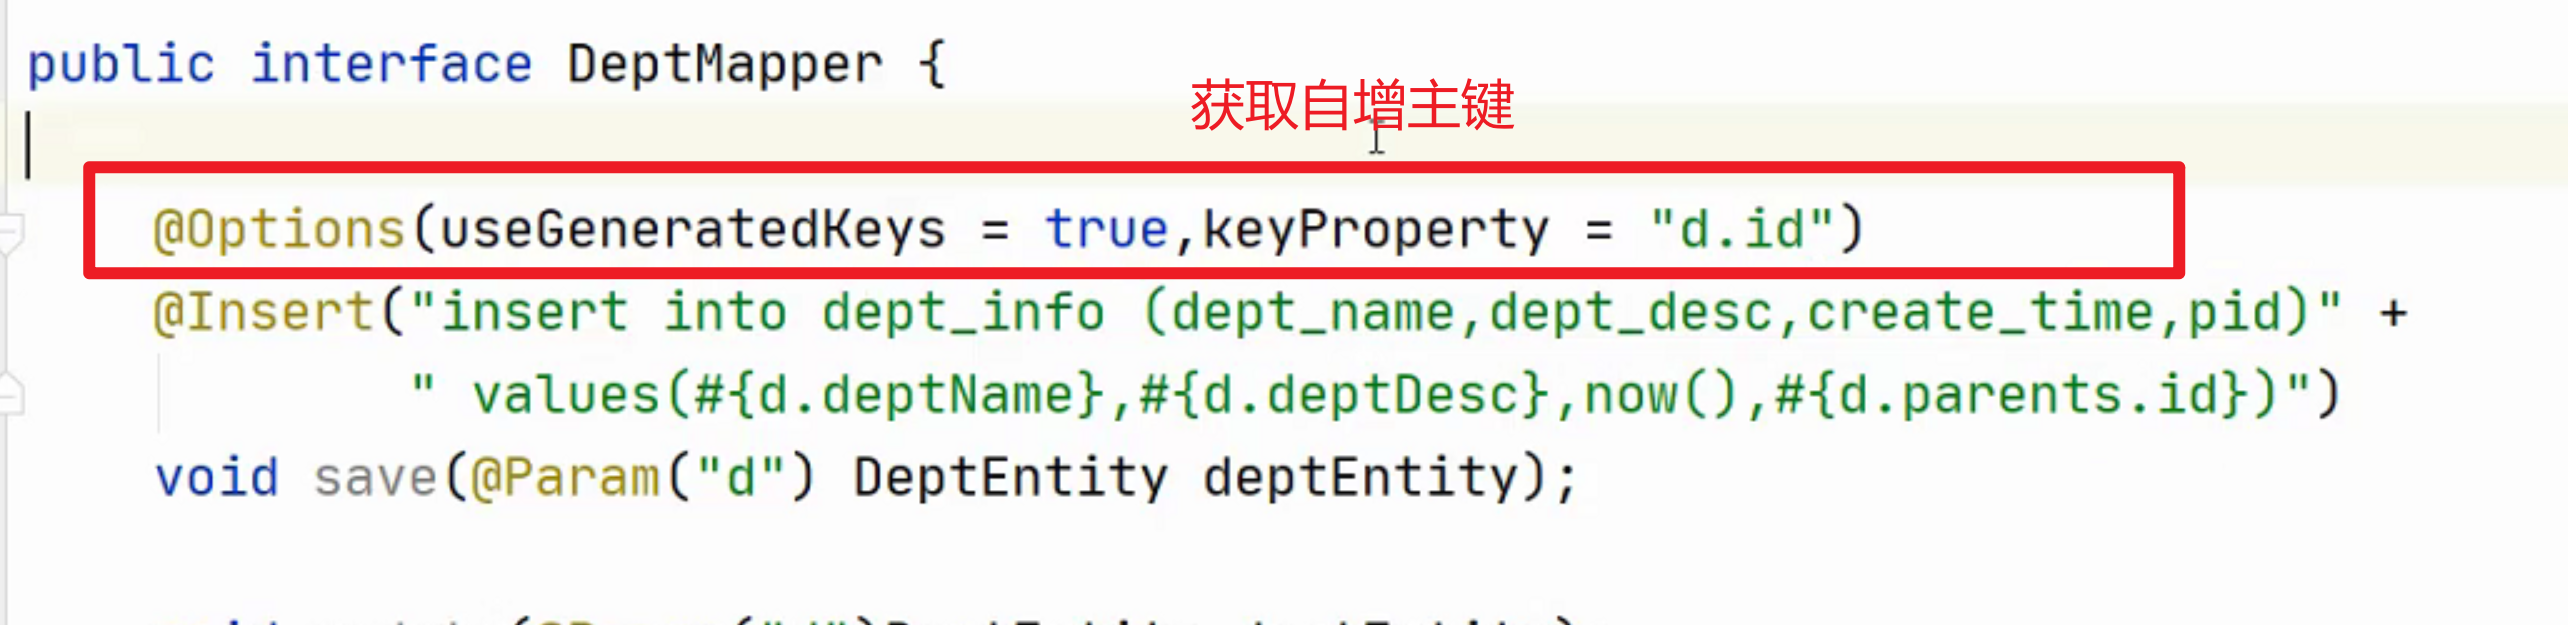 public interface DeptMapper {
获取自增主键
@Options(useGeneratedKeys = true,keyProperty = "d.id")
@Insert("insert into dept_info (dept_name,dept_desc,create_time,pid)" +
" values(#{d.deptName},#{d.deptDesc},now(),#{d.parents.id})")
void save(@Param("d") DeptEntity deptEntity);